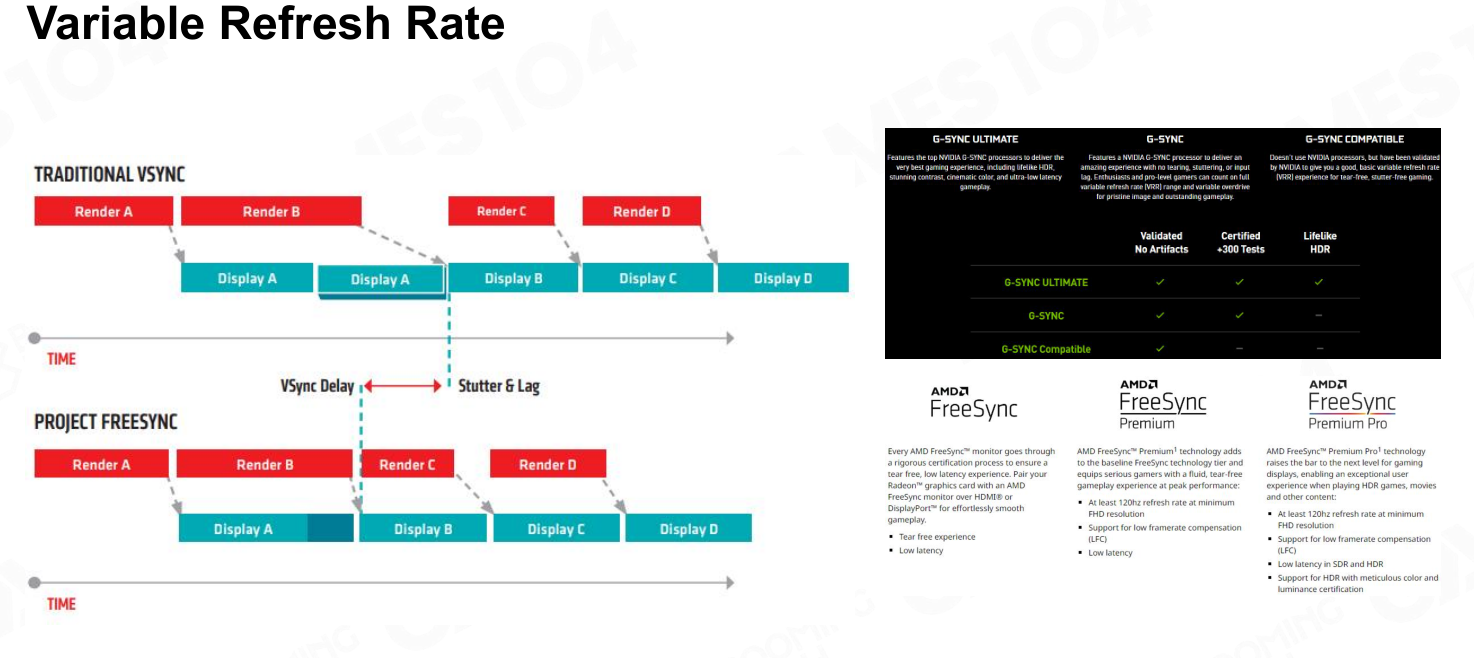 Variable Refresh Rate
TRADITIONAL VSYNC
Render A
Render B
Render C
Render D
Display A
Display A
Display B
Display C
Display D
TIME
VSync Delay
Stutter & Lag
PROJECT FREESYNC
Render A
Render B
Render C
Render D
Display A
Display B
Display C
Display D
TIME
G-SYNC ULTIMATE
Features the top NVIDIA G-SYNC processors to deliver the
very best gaming experience, including lifelike HDR,
stunning contrast, cinematic color, and ultra-low latency
gameplay.
G-SYNC
Features a NVIDIA G-SYNC processor to deliver an
amazing experience with no tearing, stuttering, or input
lag. Enthusiasts and pro-level gamers can count on full
variable refresh rate (VRR) range and variable overdrive
for pristine image and outstanding gameplay.
G-SYNC COMPATIBLE
Doesn't use NVIDIA processors, but have been validated
by NVIDIA to give you a good, basic variable refresh rate
(VRR) experience for tear-free, stutter-free gaming.
Validated
No Artifacts
Certified
+300 Tests
Lifelike
HDR
G-SYNC ULTIMATE ✓ ✓ ✓
G-SYNC ✓ ✓ –
G-SYNC Compatible ✓ – –
AMD
FreeSync
Every AMD FreeSync™ monitor goes through
a rigorous certification process to ensure a
tear free, low latency experience. Pair your
Radeon™ graphics card with an AMD
FreeSync monitor over HDMI® or
DisplayPort™ for effortlessly smooth
gameplay.
▪ Tear free experience
▪ Low latency
AMD
FreeSync
Premium
AMD FreeSync™ Premium¹ technology adds
to the baseline FreeSync technology tier and
equips serious gamers with a fluid, tear-free
gameplay experience at peak performance:
▪ At least 120hz refresh rate at minimum
FHD resolution
▪ Support for low framerate compensation
(LFC)
▪ Low latency
AMD
FreeSync
Premium Pro
AMD FreeSync™ Premium Pro¹ technology
raises the bar to the next level for gaming
displays, enabling an exceptional user
experience when playing HDR games, movies
and other content:
▪ At least 120hz refresh rate at minimum
FHD resolution
▪ Support for low framerate compensation
(LFC)
▪ Low latency in SDR and HDR
▪ Support for HDR with meticulous color and
luminance certification